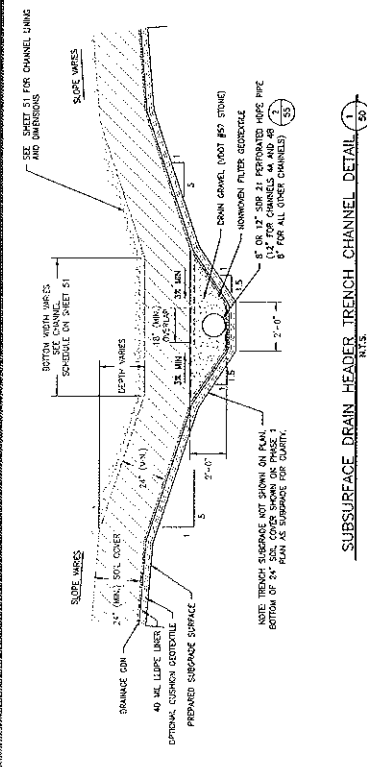 SEE SHEET 51 FOR CHANNEL LINING
AND DIMENSIONS
SLOPE VARIES
BOTTOM WIDTH VARIES
SEE CHANNEL
SCHEDULE ON SHEET 51
DEPTH VARIES
SLOPE VARIES
24" (MIN.) SOIL COVER
24" (MIN.)
18" (MIN.)
OVERLAP
3% MIN
3% MIN
DRAINAGE GDN
40 MIL LLDPE LINER
OPTIONAL CUSHION GEOTEXTILE
PREPARED SUBGRADE SURFACE
1
5
1
5
2'-0"
1
1.5
1
1.5
2'-0"
DRAIN GRAVEL (VDOT #57 STONE)
NONWOVEN FILTER GEOTEXTILE
8" OR 12" SDR 21 PERFORATED HDPE PIPE
(12" FOR CHANNELS 4A AND 4B
8" FOR ALL OTHER CHANNELS)
2
55
NOTE: TRENCH SUBGRADE NOT SHOWN ON PLAN.
BOTTOM OF 24" SOIL COVER SHOWN ON PHASE 1
PLAN AS SUBGRADE FOR CLARITY.
SUBSURFACE DRAIN HEADER TRENCH CHANNEL DETAIL
1
50
N.T.S.